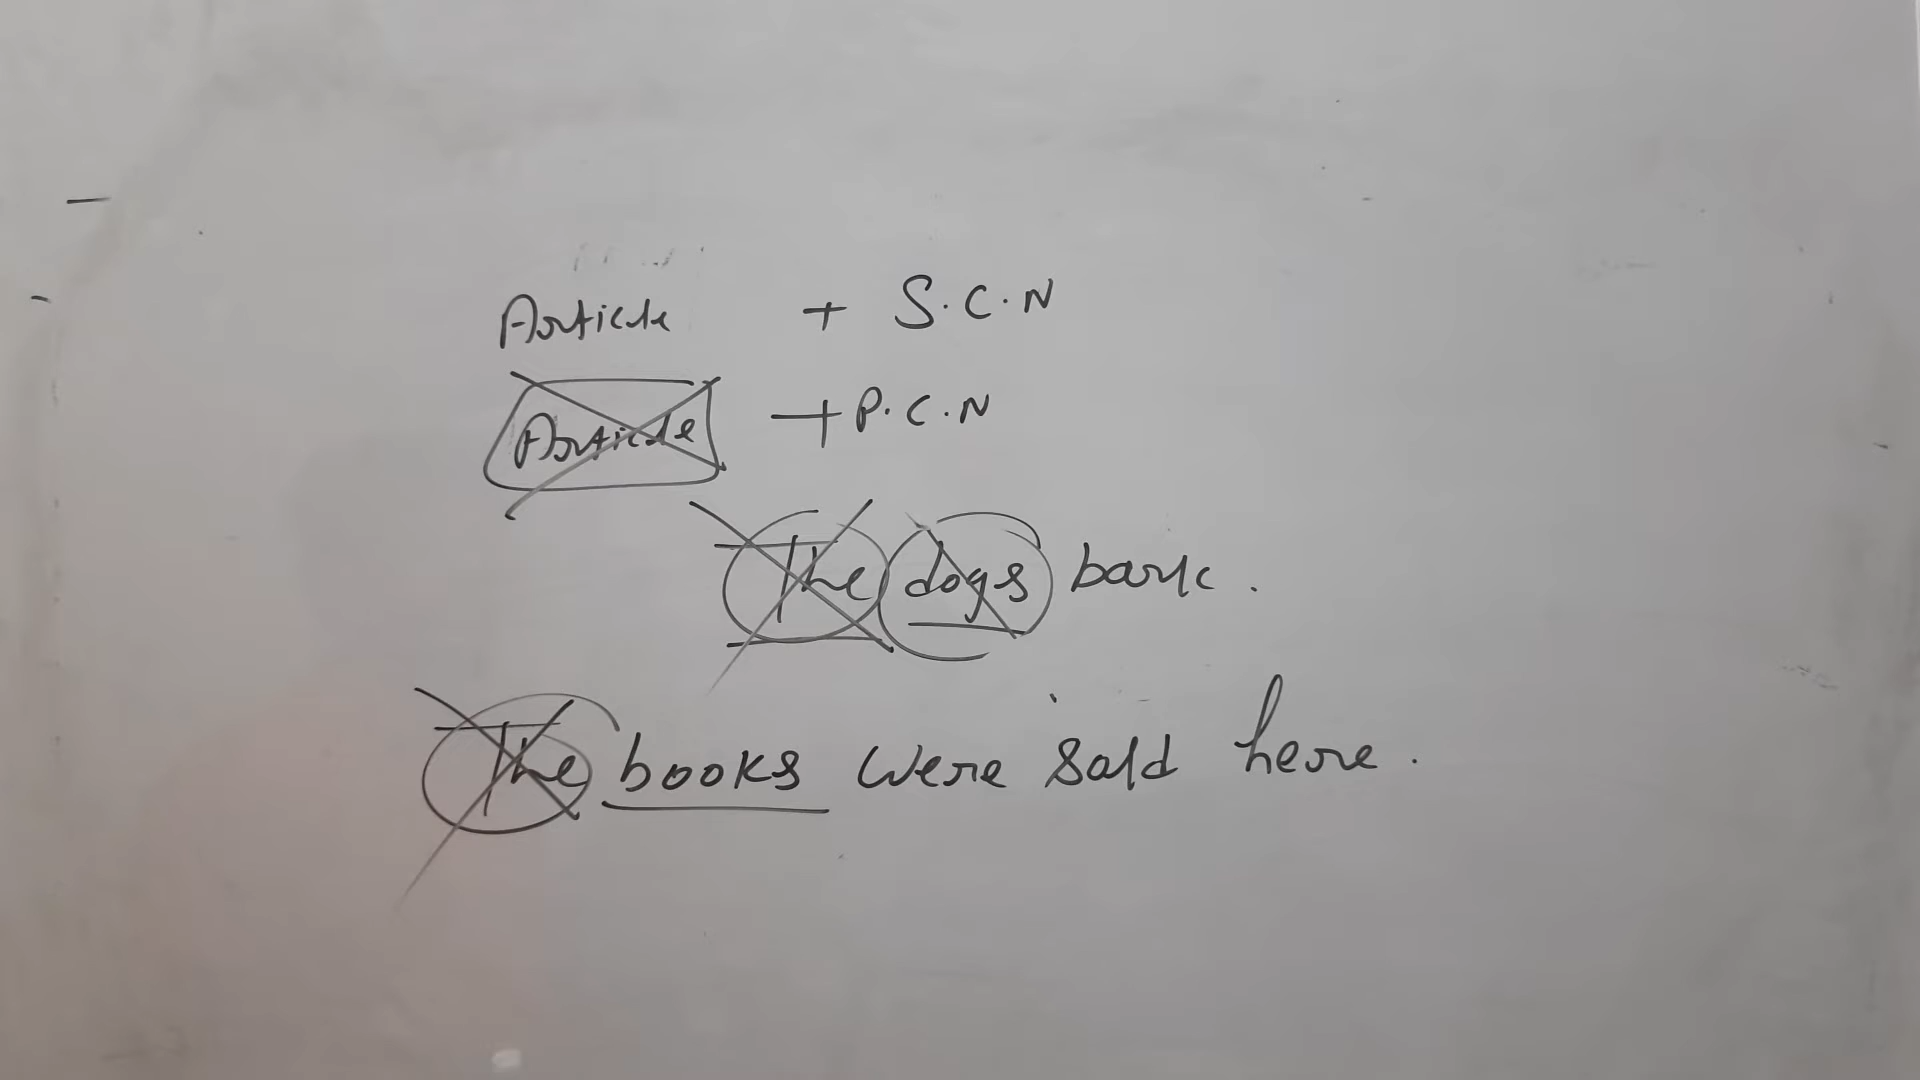 Article + S.C.N
Article + P.C.N
The dogs bark.
The books were sold here.